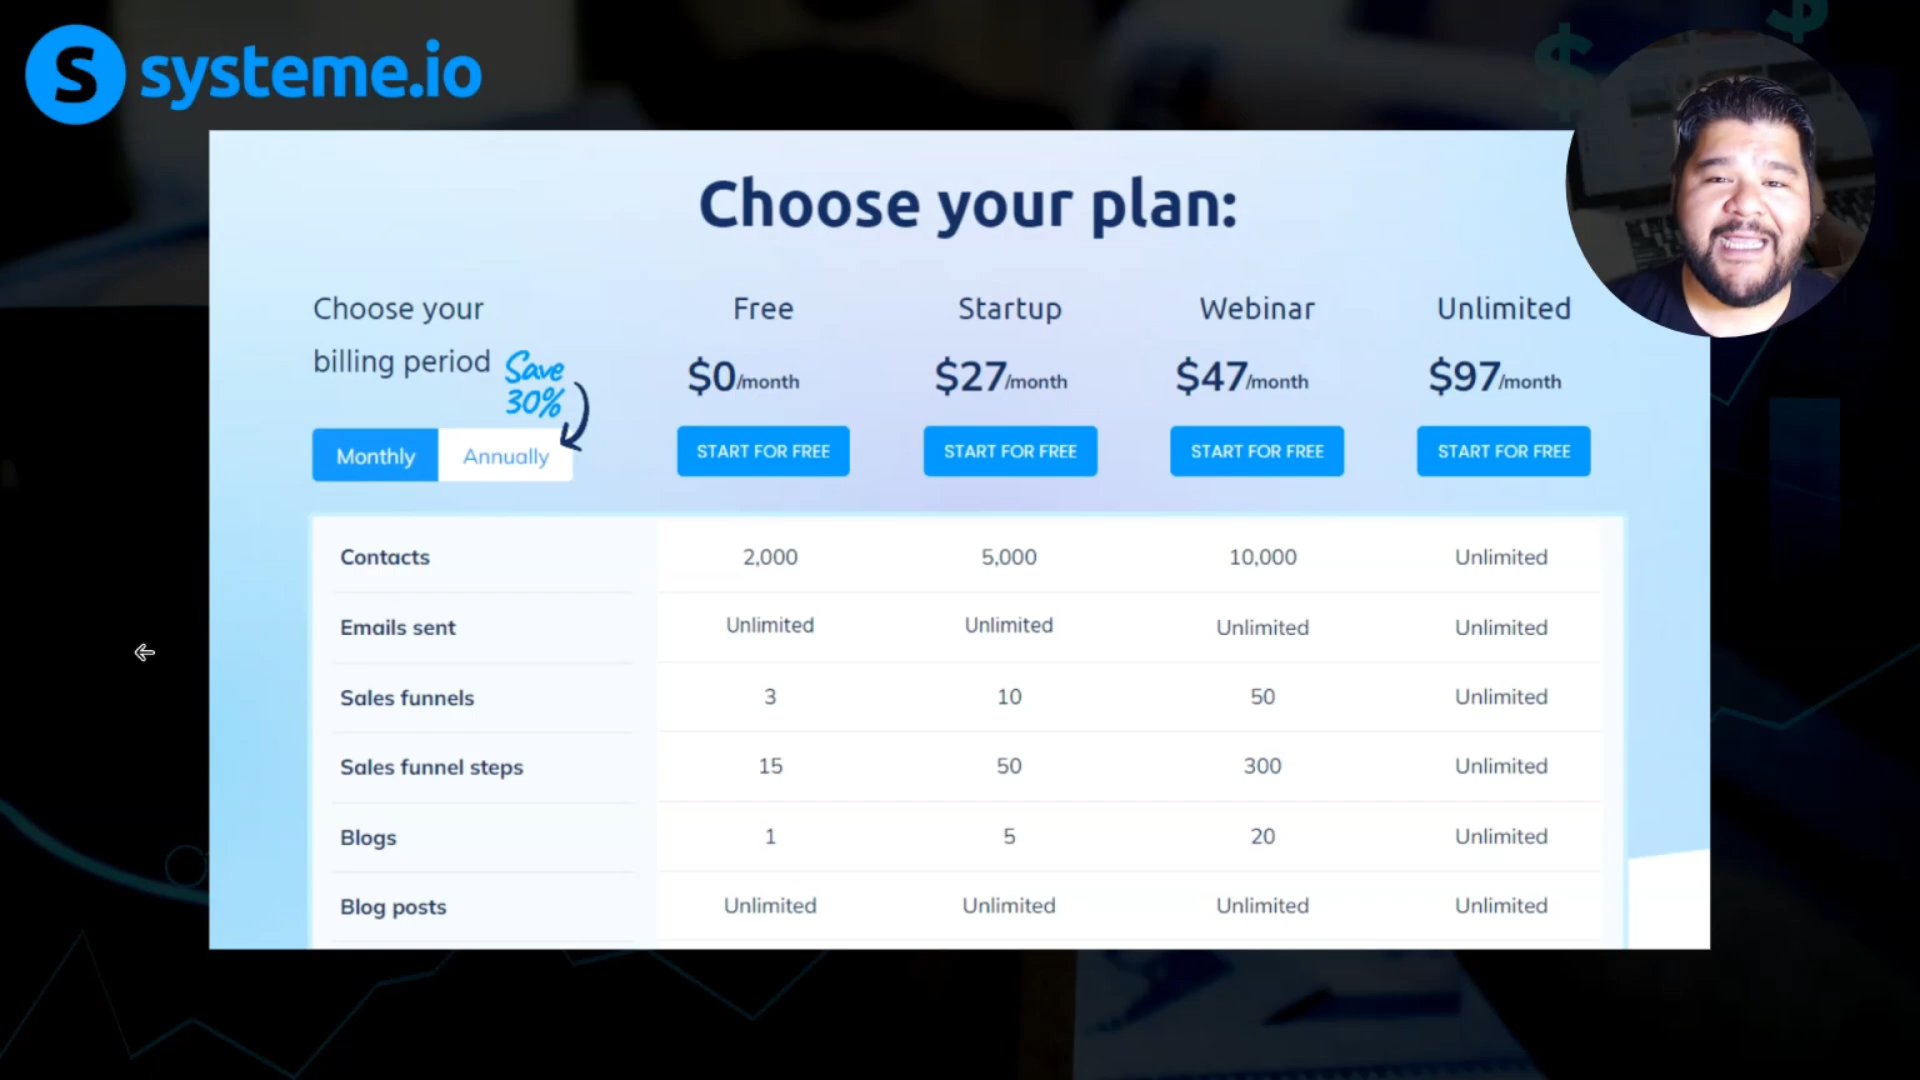 systeme.io
Choose your plan:
Choose your
billing period
Save
30%
Monthly Annually
Free Startup Webinar Unlimited
$0/month $27/month $47/month $97/month
START FOR FREE START FOR FREE START FOR FREE START FOR FREE
Contacts 2,000 5,000 10,000 Unlimited
Emails sent Unlimited Unlimited Unlimited Unlimited
Sales funnels 3 10 50 Unlimited
Sales funnel steps 15 50 300 Unlimited
Blogs 1 5 20 Unlimited
Blog posts Unlimited Unlimited Unlimited Unlimited